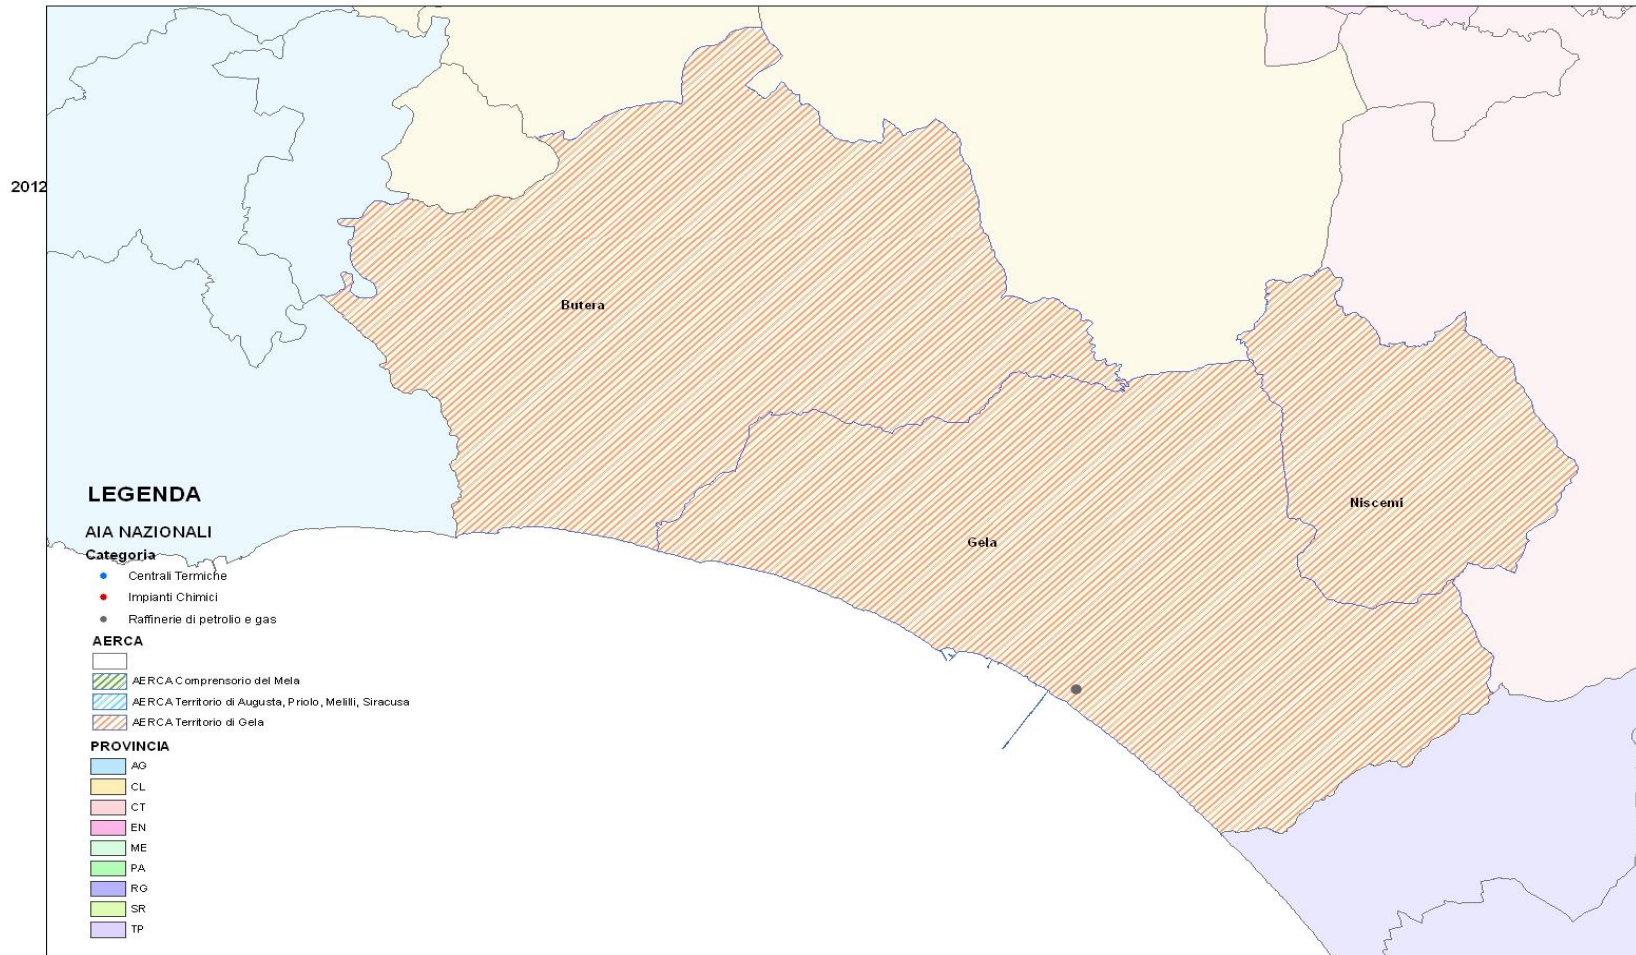 2012
Butera
Niscemi
Gela
LEGENDA
AIA NAZIONALI
Categoria
Centrali Termiche
Impianti Chimici
Raffinerie di petrolio e gas
AERCA
AERCA Comprensorio del Mela
AERCA Territorio di Augusta, Priolo, Melilli, Siracusa
AERCA Territorio di Gela
PROVINCIA
AG
CL
CT
EN
ME
PA
RG
SR
TP